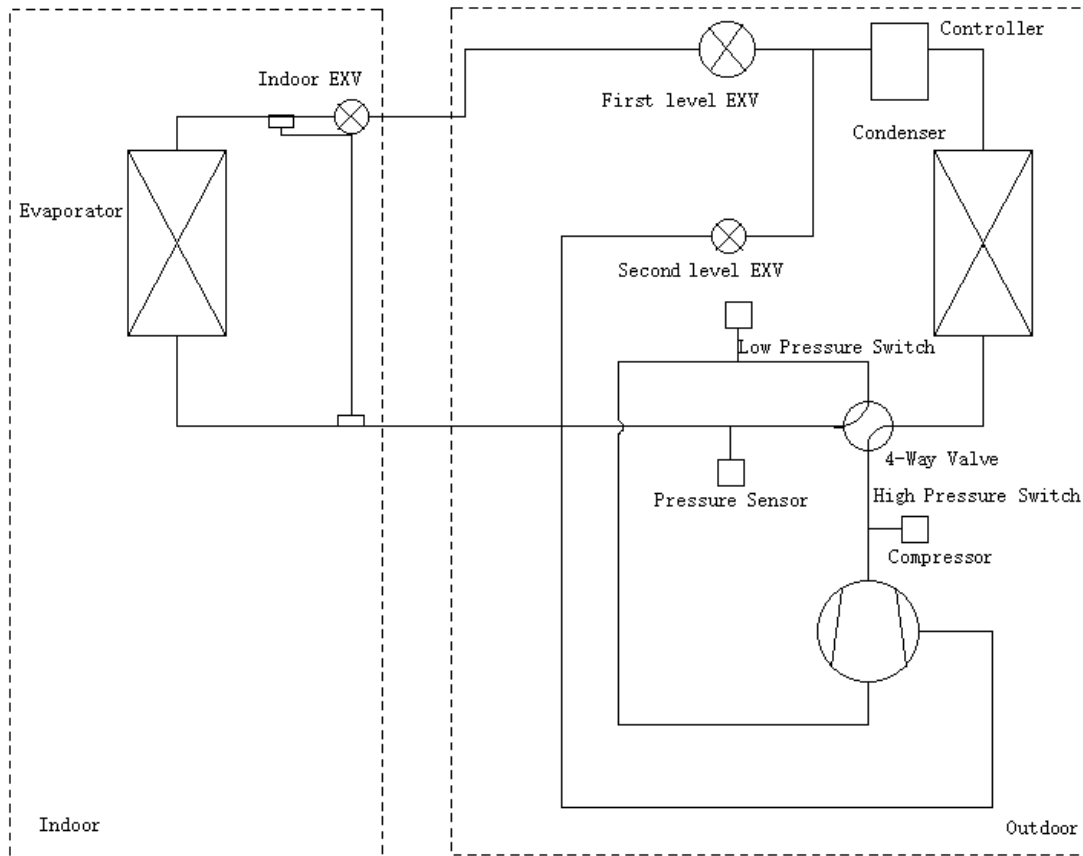 Controller
Indoor EXV
First level EXV
Condenser
Evaporator
Second level EXV
Low Pressure Switch
4-Way Valve
Pressure Sensor
High Pressure Switch
Compressor
Indoor
Outdoor